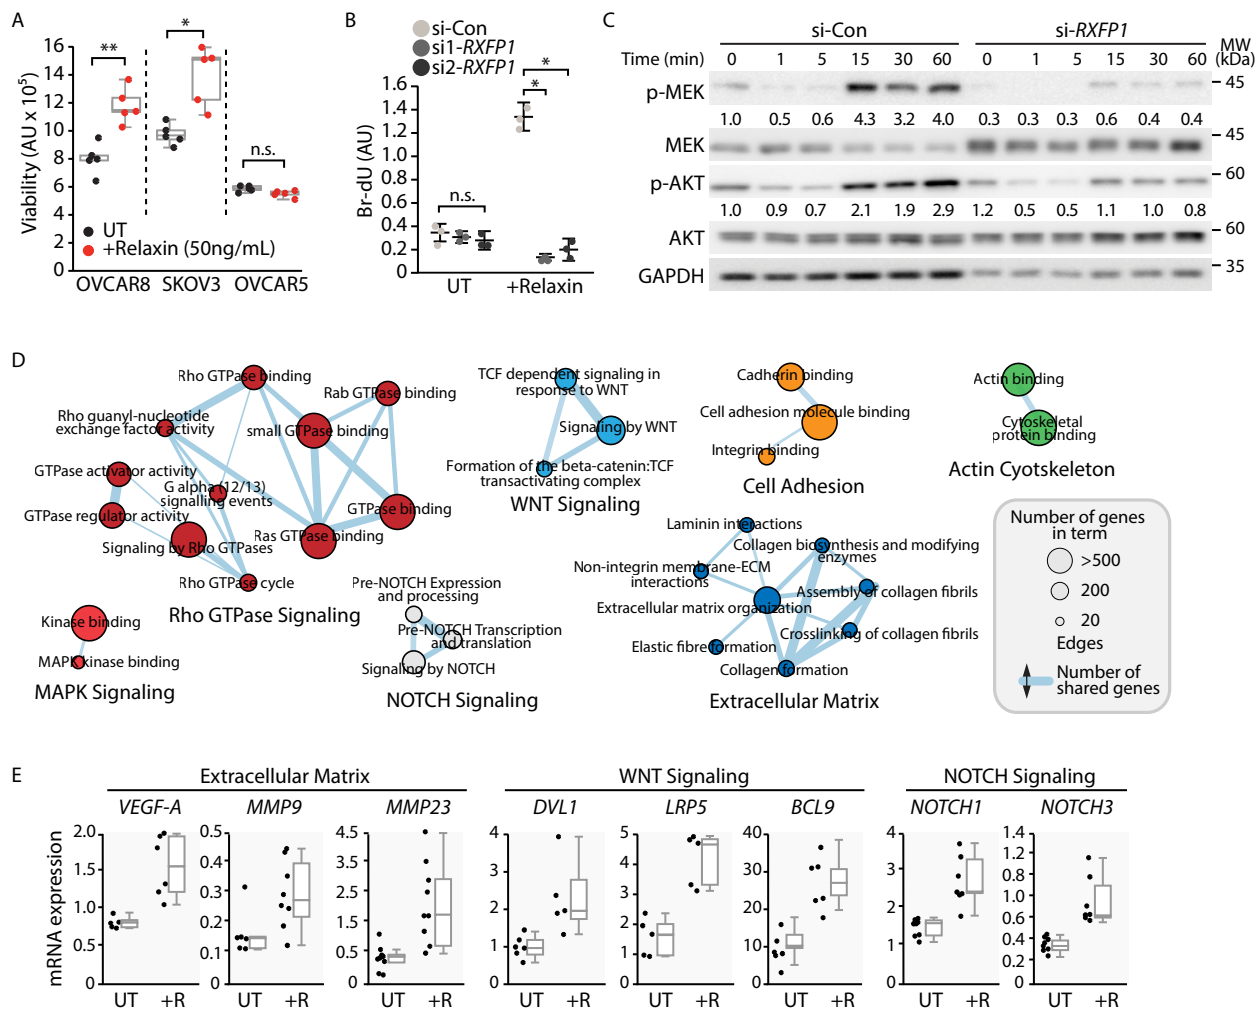 A
Viability (AU x 10⁵)
16
14
12
10
8
6
4
2
0
**
*
n.s.
UT
+Relaxin (50ng/mL)
OVCAR8 SKOV3 OVCAR5
B
si-Con
si1-RXFP1
si2-RXFP1
Br-dU (AU)
1.6
1.4
1.2
1.0
0.8
0.6
0.4
0.2
0
n.s.
*
*
UT +Relaxin
C
si-Con si-RXFP1
MW
(kDa)
Time (min) 0 1 5 15 30 60 0 1 5 15 30 60
p-MEK 45
1.0 0.5 0.6 4.3 3.2 4.0 0.3 0.3 0.3 0.6 0.4 0.4
MEK 45
p-AKT 60
1.0 0.9 0.7 2.1 1.9 2.9 1.2 0.5 0.5 1.1 1.0 0.8
AKT 60
GAPDH 35
D
Rho GTPase binding
Rab GTPase binding
Rho guanyl-nucleotide
exchange factor activity
small GTPase binding
GTPase activator activity
G alpha (12/13)
signalling events
GTPase regulator activity
GTPase binding
Ras GTPase binding
Signaling by Rho GTPases
Rho GTPase cycle
Rho GTPase Signaling
Kinase binding
MAPK kinase binding
MAPK Signaling
Pre-NOTCH Expression
and processing
Pre-NOTCH Transcription
and translation
Signaling by NOTCH
NOTCH Signaling
TCF dependent signaling in
response to WNT
Signaling by WNT
Formation of the beta-catenin:TCF
transactivating complex
WNT Signaling
Cadherin binding
Cell adhesion molecule binding
Integrin binding
Cell Adhesion
Laminin interactions
Collagen biosynthesis and modifying
enzymes
Non-integrin membrane-ECM
interactions
Assembly of collagen fibrils
Extracellular matrix organization
Crosslinking of collagen fibrils
Elastic fibre formation
Collagen formation
Extracellular Matrix
Actin binding
Cytoskeletal
protein binding
Actin Cyotskeleton
Number of genes
in term
>500
200
20
Edges
Number of
shared genes
E
Extracellular Matrix WNT Signaling NOTCH Signaling
mRNA expression
VEGF-A
2.0
1.5
1.0
0.5
0
UT +R
MMP9
0.5
0.3
0.2
0.1
0
UT +R
MMP23
4.5
3.5
2.5
1.5
0.5
0
UT +R
DVL1
4
3
2
1
0
UT +R
LRP5
5
4
3
2
1
0
UT +R
BCL9
40
30
20
10
0
UT +R
NOTCH1
4
3
2
1
0
UT +R
NOTCH3
1.4
1.2
1.0
0.6
0.4
0.2
0
UT +R